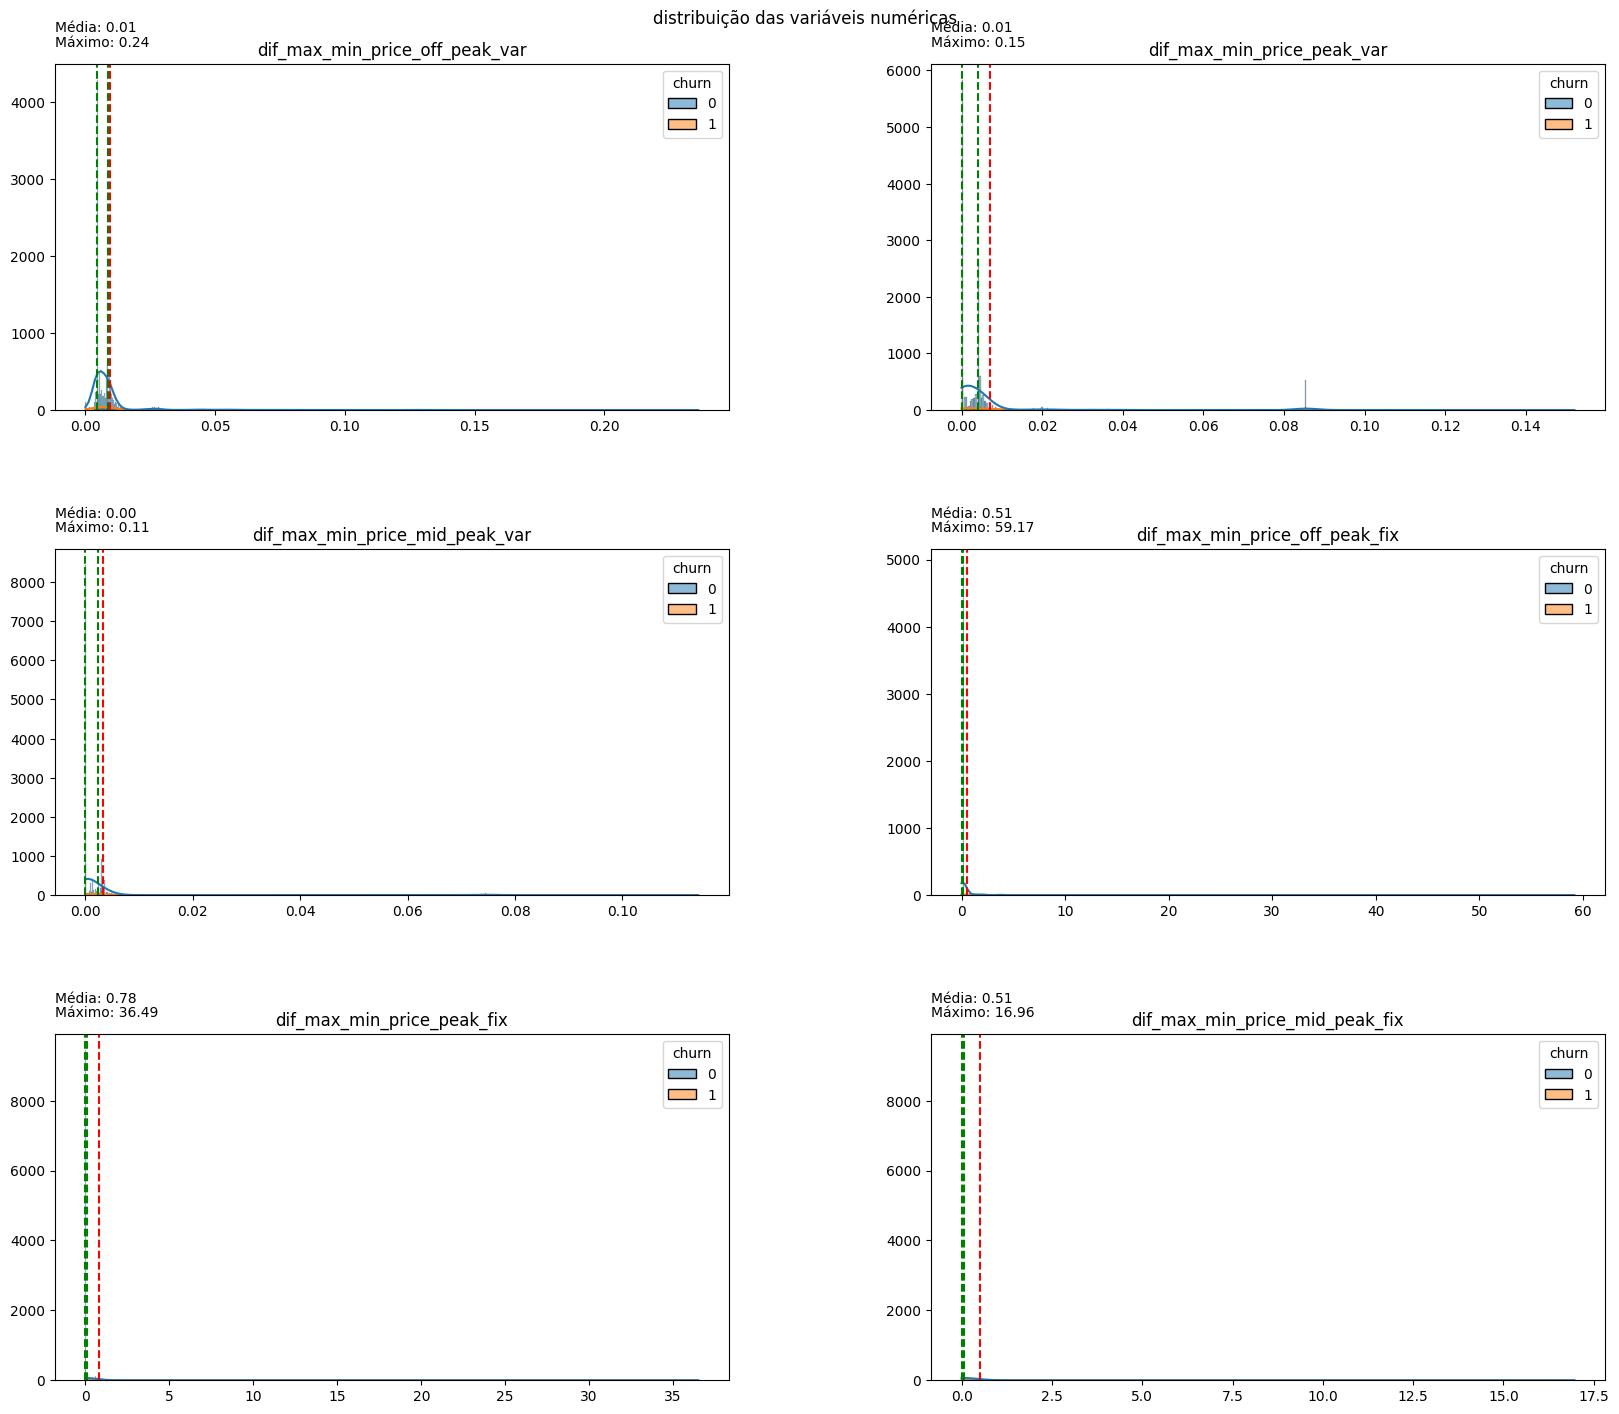 distribuição das variáveis numéricas
Média: 0.01
Máximo: 0.24
dif_max_min_price_off_peak_var
churn
0
1
4000
3000
2000
1000
0
0.00 0.05 0.10 0.15 0.20
Média: 0.01
Máximo: 0.15
dif_max_min_price_peak_var
churn
0
1
6000
5000
4000
3000
2000
1000
0
0.00 0.02 0.04 0.06 0.08 0.10 0.12 0.14
Média: 0.00
Máximo: 0.11
dif_max_min_price_mid_peak_var
churn
0
1
8000
7000
6000
5000
4000
3000
2000
1000
0
0.00 0.02 0.04 0.06 0.08 0.10
Média: 0.51
Máximo: 59.17
dif_max_min_price_off_peak_fix
churn
0
1
5000
4000
3000
2000
1000
0
0 10 20 30 40 50 60
Média: 0.78
Máximo: 36.49
dif_max_min_price_peak_fix
churn
0
1
8000
6000
4000
2000
0
0 5 10 15 20 25 30 35
Média: 0.51
Máximo: 16.96
dif_max_min_price_mid_peak_fix
churn
0
1
8000
6000
4000
2000
0
0.0 2.5 5.0 7.5 10.0 12.5 15.0 17.5